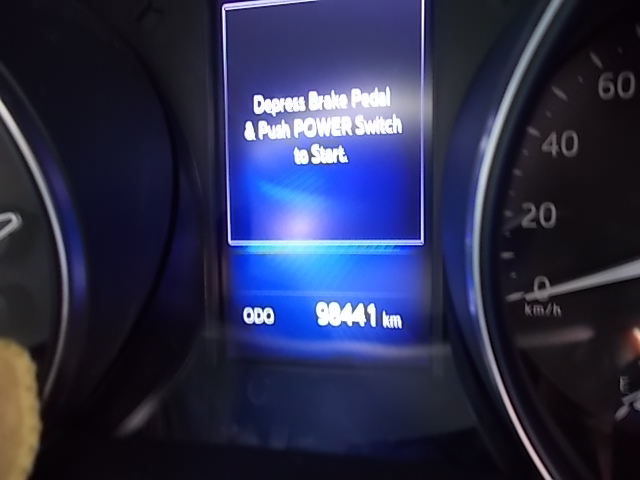 Depress Brake Pedal
& Push POWER Switch
to Start.
ODO 98441 km
60
40
20
0
km/h
E